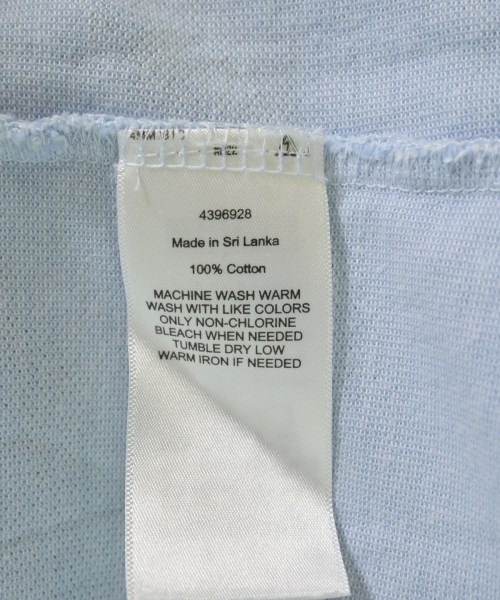 4396928
Made in Sri Lanka
100% Cotton
MACHINE WASH WARM
WASH WITH LIKE COLORS
ONLY NON-CHLORINE
BLEACH WHEN NEEDED
TUMBLE DRY LOW
WARM IRON IF NEEDED